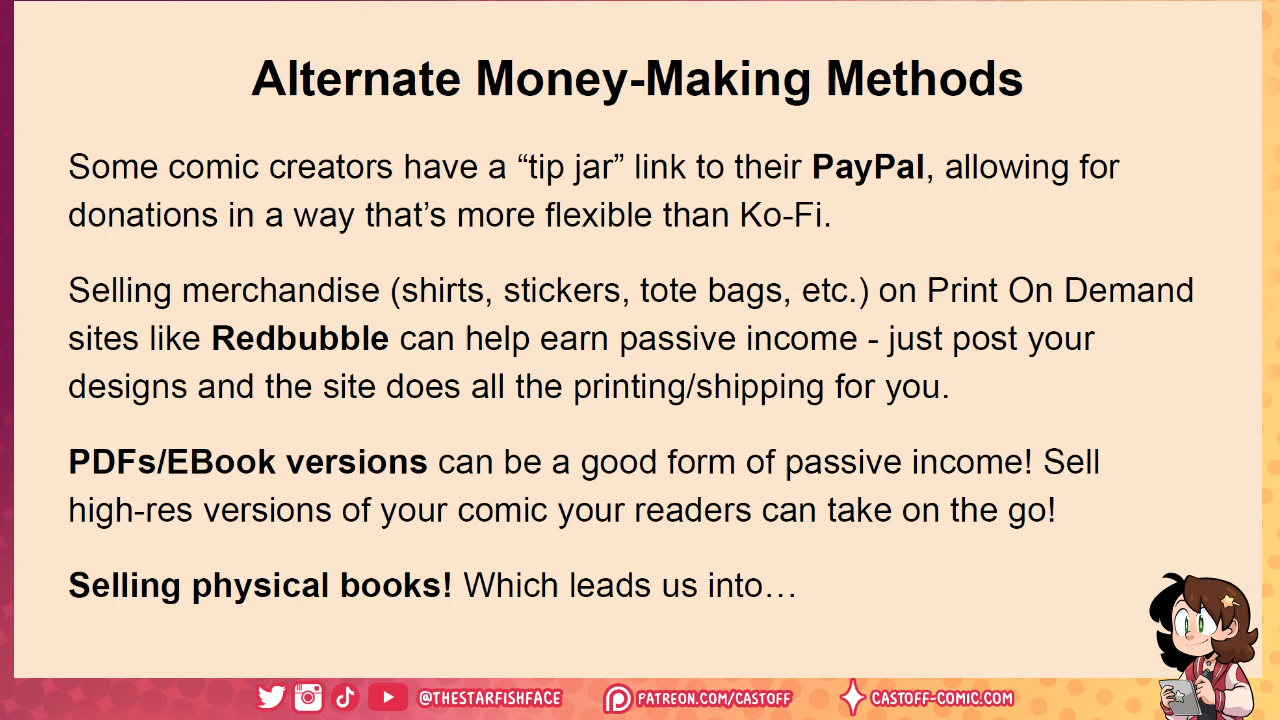 Alternate Money-Making Methods
Some comic creators have a “tip jar” link to their PayPal, allowing for
donations in a way that’s more flexible than Ko-Fi.
Selling merchandise (shirts, stickers, tote bags, etc.) on Print On Demand
sites like Redbubble can help earn passive income - just post your
designs and the site does all the printing/shipping for you.
PDFs/EBook versions can be a good form of passive income! Sell
high-res versions of your comic your readers can take on the go!
Selling physical books! Which leads us into…
@THESTARFISHFACE PATREON.COM/CASTOFF CASTOFF-COMIC.COM